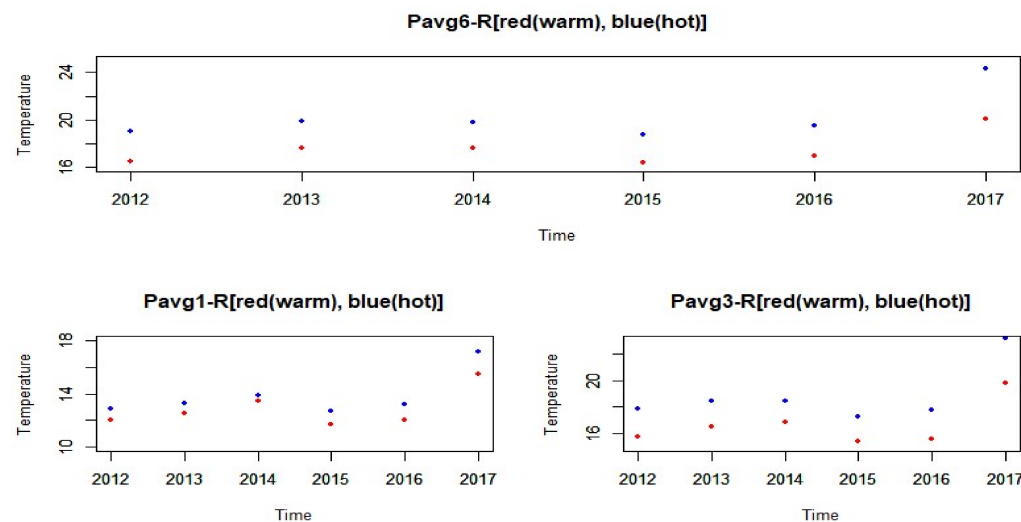 Pavg6-R[red(warm), blue(hot)]
Temperature
24
20
16
2012 2013 2014 2015 2016 2017
Time
Pavg1-R[red(warm), blue(hot)]
Temperature
18
14
10
2012 2013 2014 2015 2016 2017
Time
Pavg3-R[red(warm), blue(hot)]
Temperature
20
16
2012 2013 2014 2015 2016 2017
Time